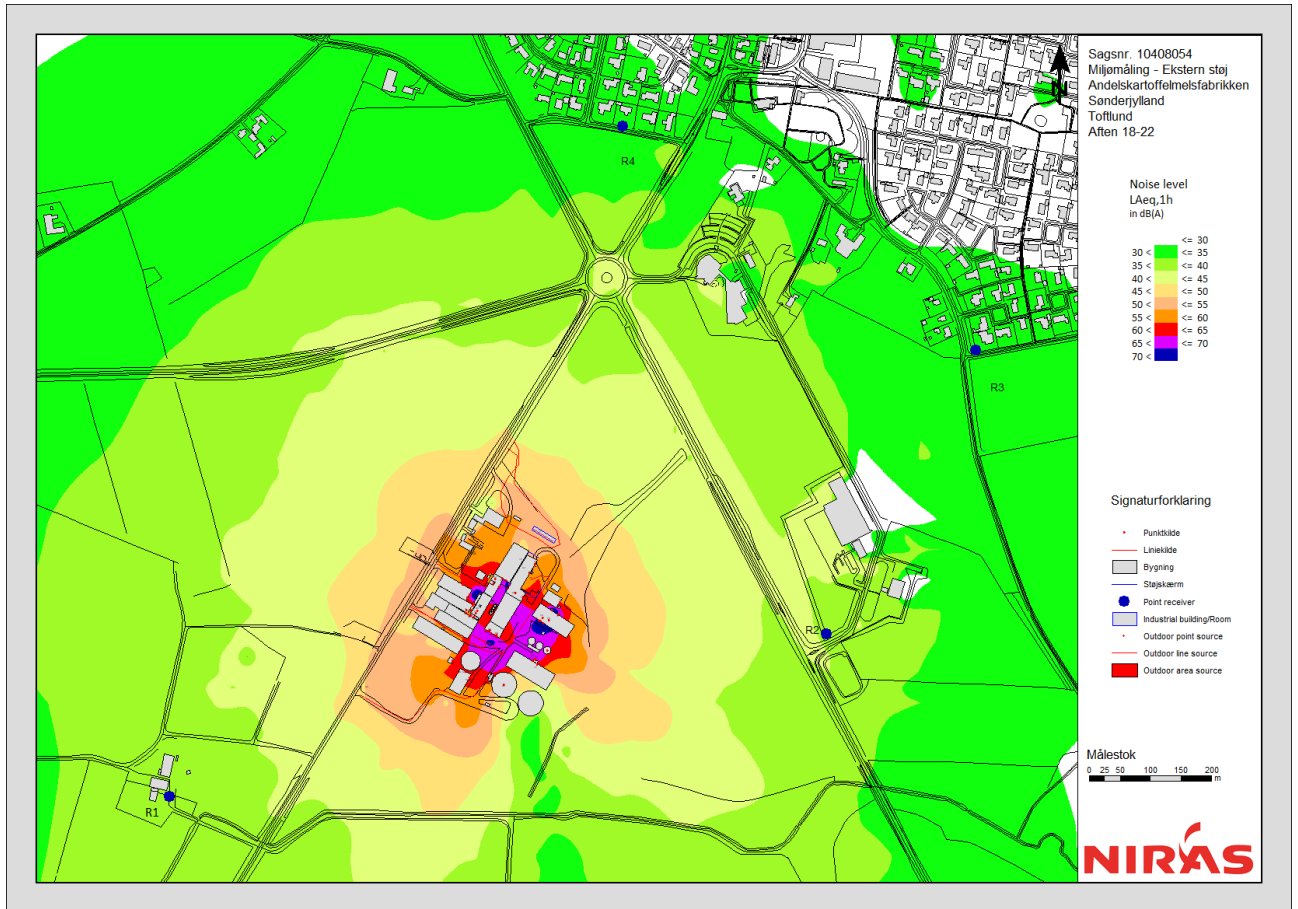 Sagsnr. 10408054
Miljømåling - Ekstern støj
Andelskartoffelmelsfabrikken
Sønderjylland
Toftlund
Aften 18-22
Noise level
LAeq,1h
in dB(A)
<= 30
30 < <= 35
35 < <= 40
40 < <= 45
45 < <= 50
50 < <= 55
55 < <= 60
60 < <= 65
65 < <= 70
70 <
R4
R3
R2
R1
Signaturforklaring
Punktkilde
Liniekilde
Bygning
Støjskærm
Point receiver
Industrial building/Room
Outdoor point source
Outdoor line source
Outdoor area source
Målestok
0 25 50 100 150 200
m
NIRAS